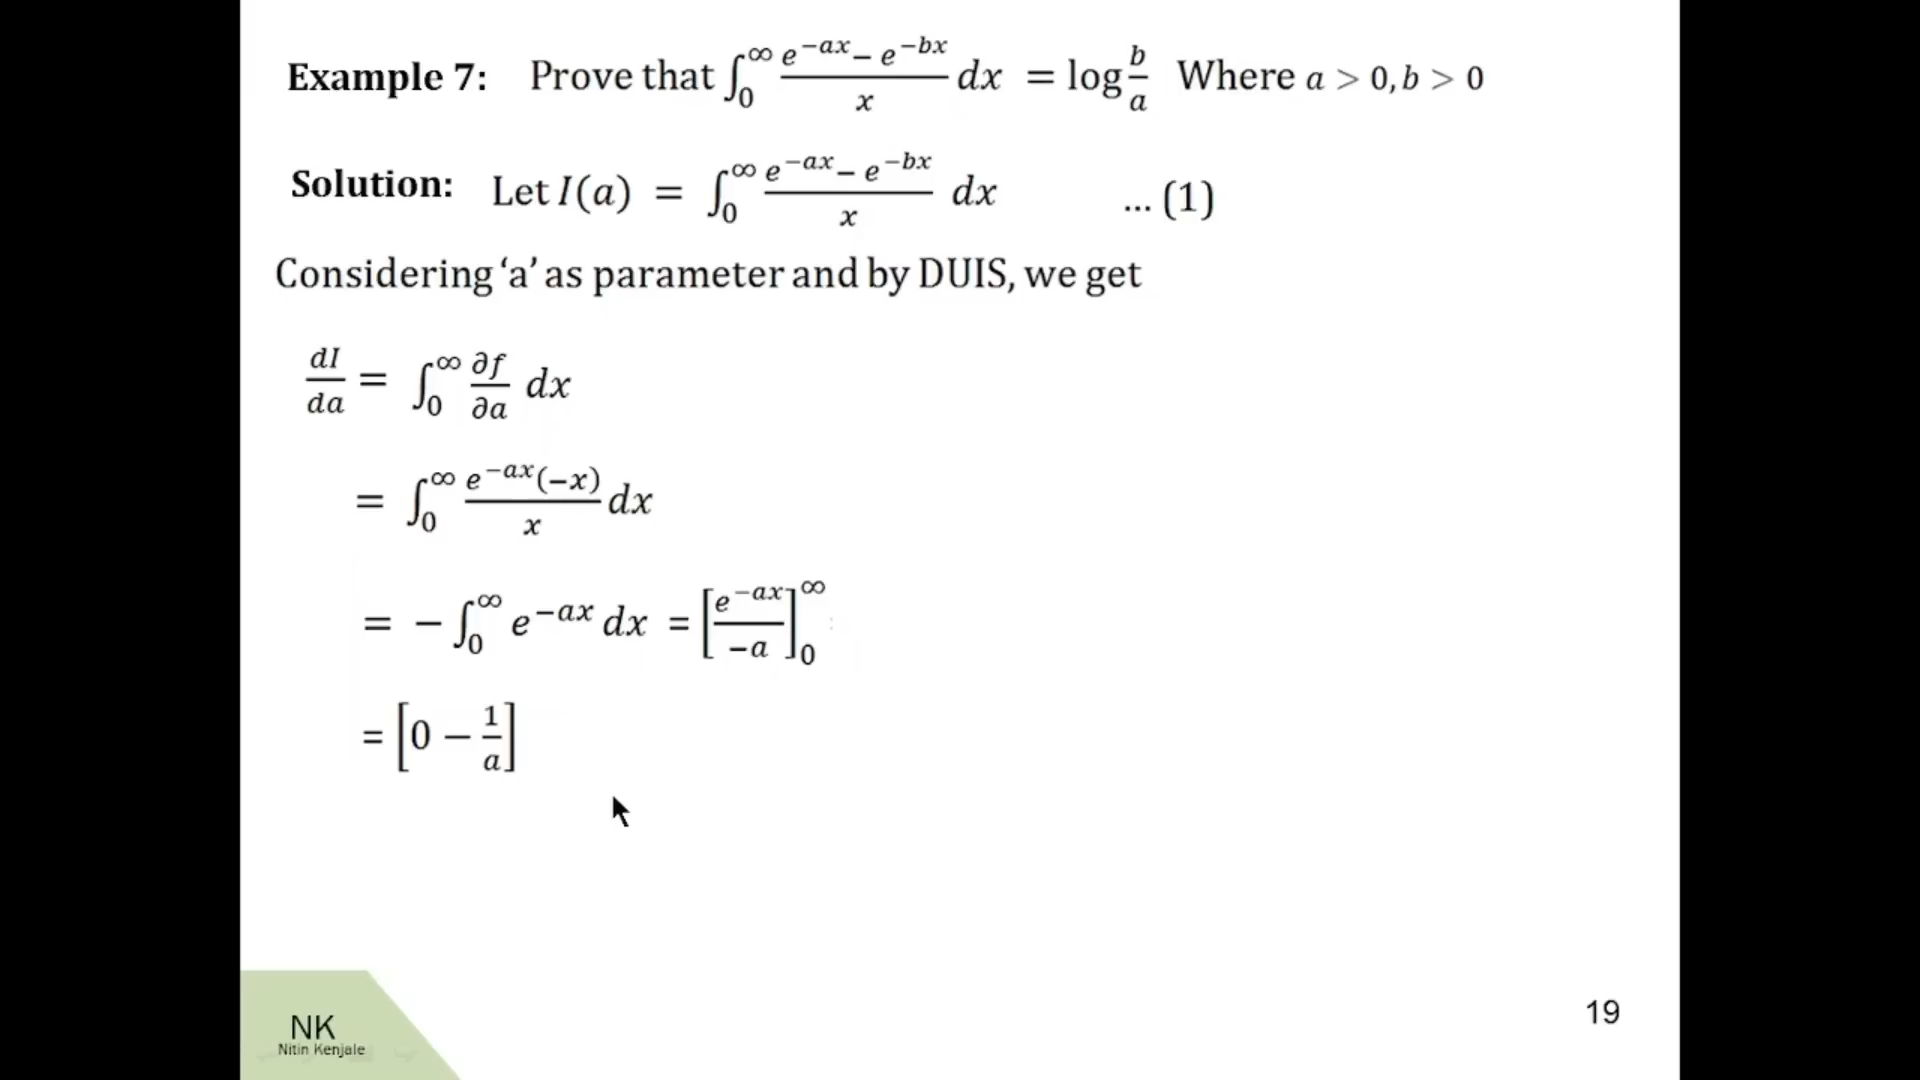 Example 7: Prove that ∫₀^∞ (e^{−ax} − e^{−bx})/x dx = log b/a Where a > 0, b > 0
Solution: Let I(a) = ∫₀^∞ (e^{−ax} − e^{−bx})/x dx ... (1)
Considering ‘a’ as parameter and by DUIS, we get
dI/da = ∫₀^∞ ∂f/∂a dx
= ∫₀^∞ e^{−ax}(−x)/x dx
= − ∫₀^∞ e^{−ax} dx = [e^{−ax}/−a]₀^∞
= [0 − 1/a]
NK
Nitin Kenjale
19